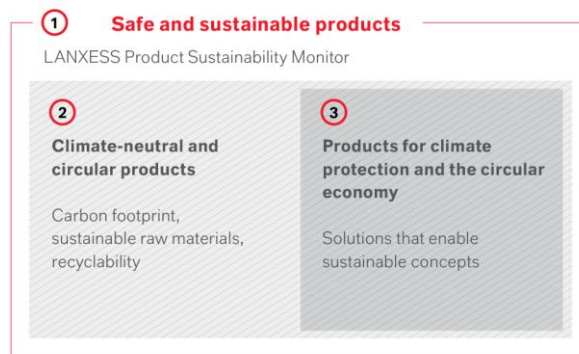 1 Safe and sustainable products
LANXESS Product Sustainability Monitor
2
Climate-neutral and
circular products
Carbon footprint,
sustainable raw materials,
recyclability
3
Products for climate
protection and the circular
economy
Solutions that enable
sustainable concepts